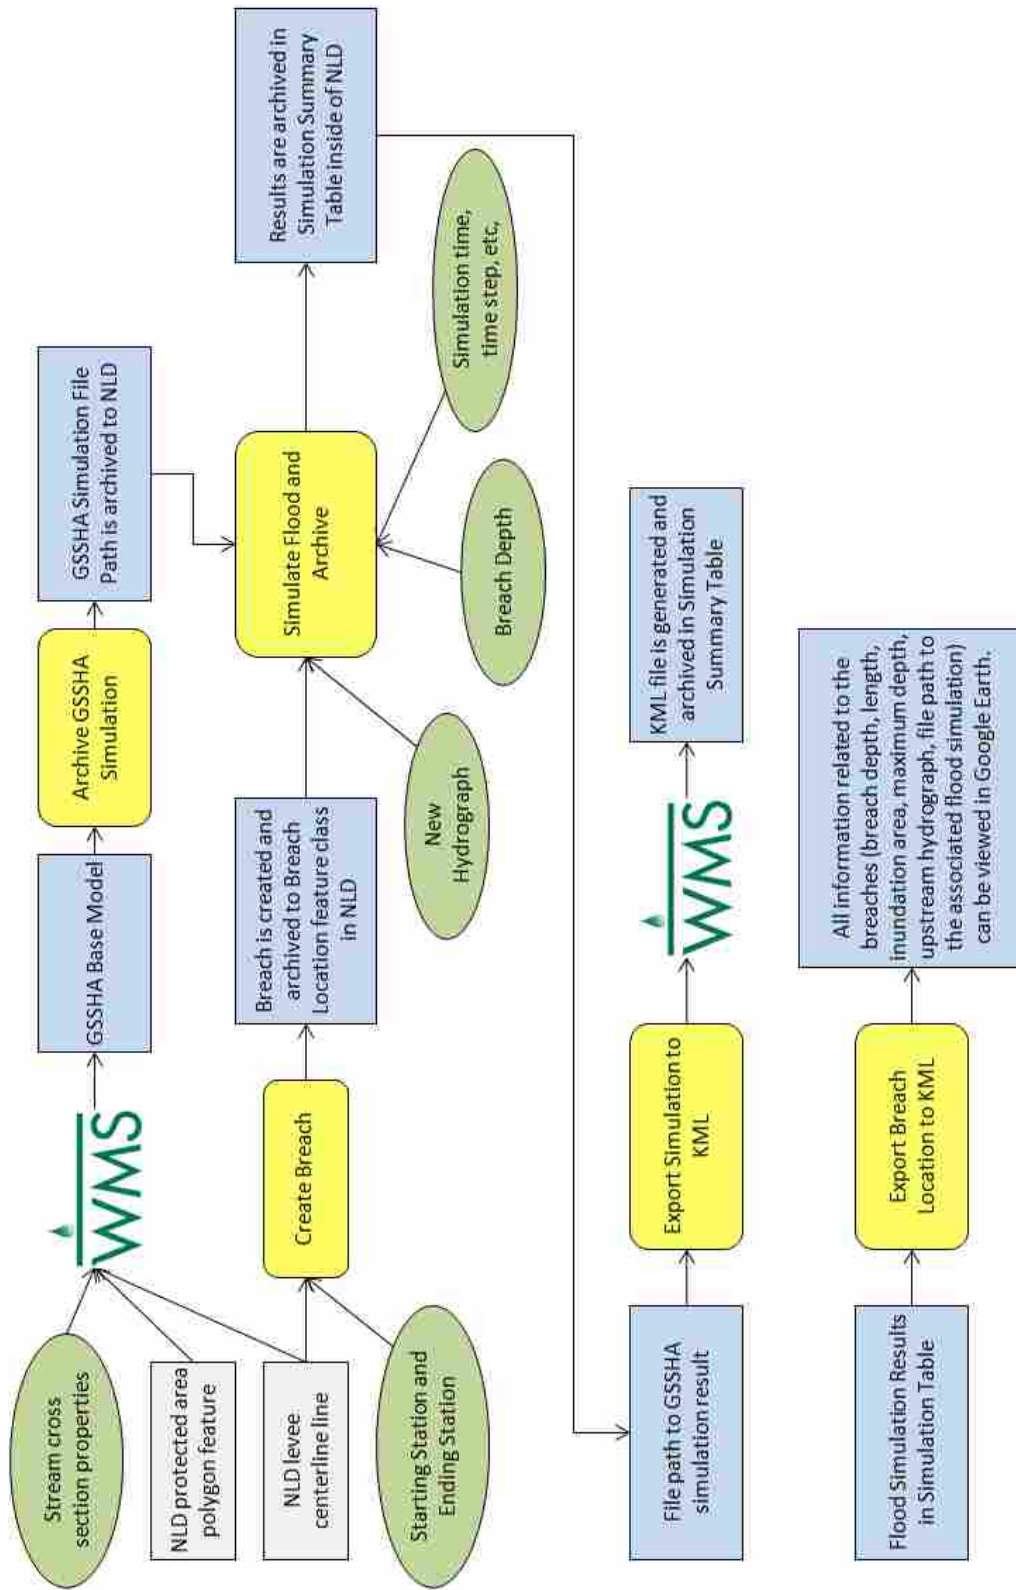 Stream cross
section properties
NLD protected area
polygon feature
NLD levee
centerline line
Starting Station and
Ending Station
WMS
GSSHA Base Model
Archive GSSHA
Simulation
GSSHA Simulation File
Path is archived to NLD
Create Breach
Breach is created and
archived to Breach
Location feature class
in NLD
New
Hydrograph
Simulate Flood and
Archive
Breach Depth
Simulation time,
time step, etc,
Results are archived in
Simulation Summary
Table inside of NLD
File path to GSSHA
simulation result
Export Simulation to
KML
WMS
KML file is generated and
archived in Simulation
Summary Table
Flood Simulation Results
in Simulation Table
Export Breach
Location to KML
All information related to the
breaches (breach depth, length,
inundation area, maximum depth,
upstream hydrograph, file path to
the associated flood simulation)
can be viewed in Google Earth.